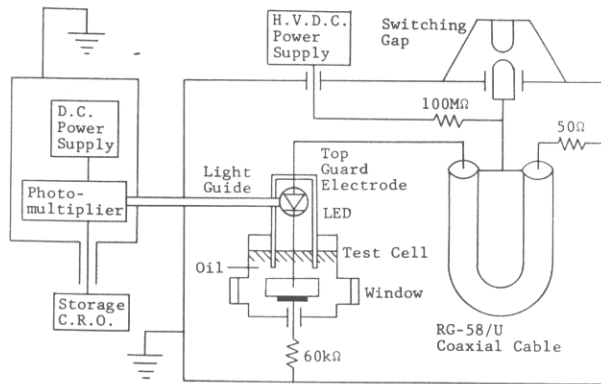 H.V.D.C.
Power
Supply
Switching
Gap
100MΩ
50Ω
D.C.
Power
Supply
Photo-
multiplier
Storage
C.R.O.
Light
Guide
Top
Guard
Electrode
LED
Test Cell
Oil
Window
60kΩ
RG-58/U
Coaxial Cable